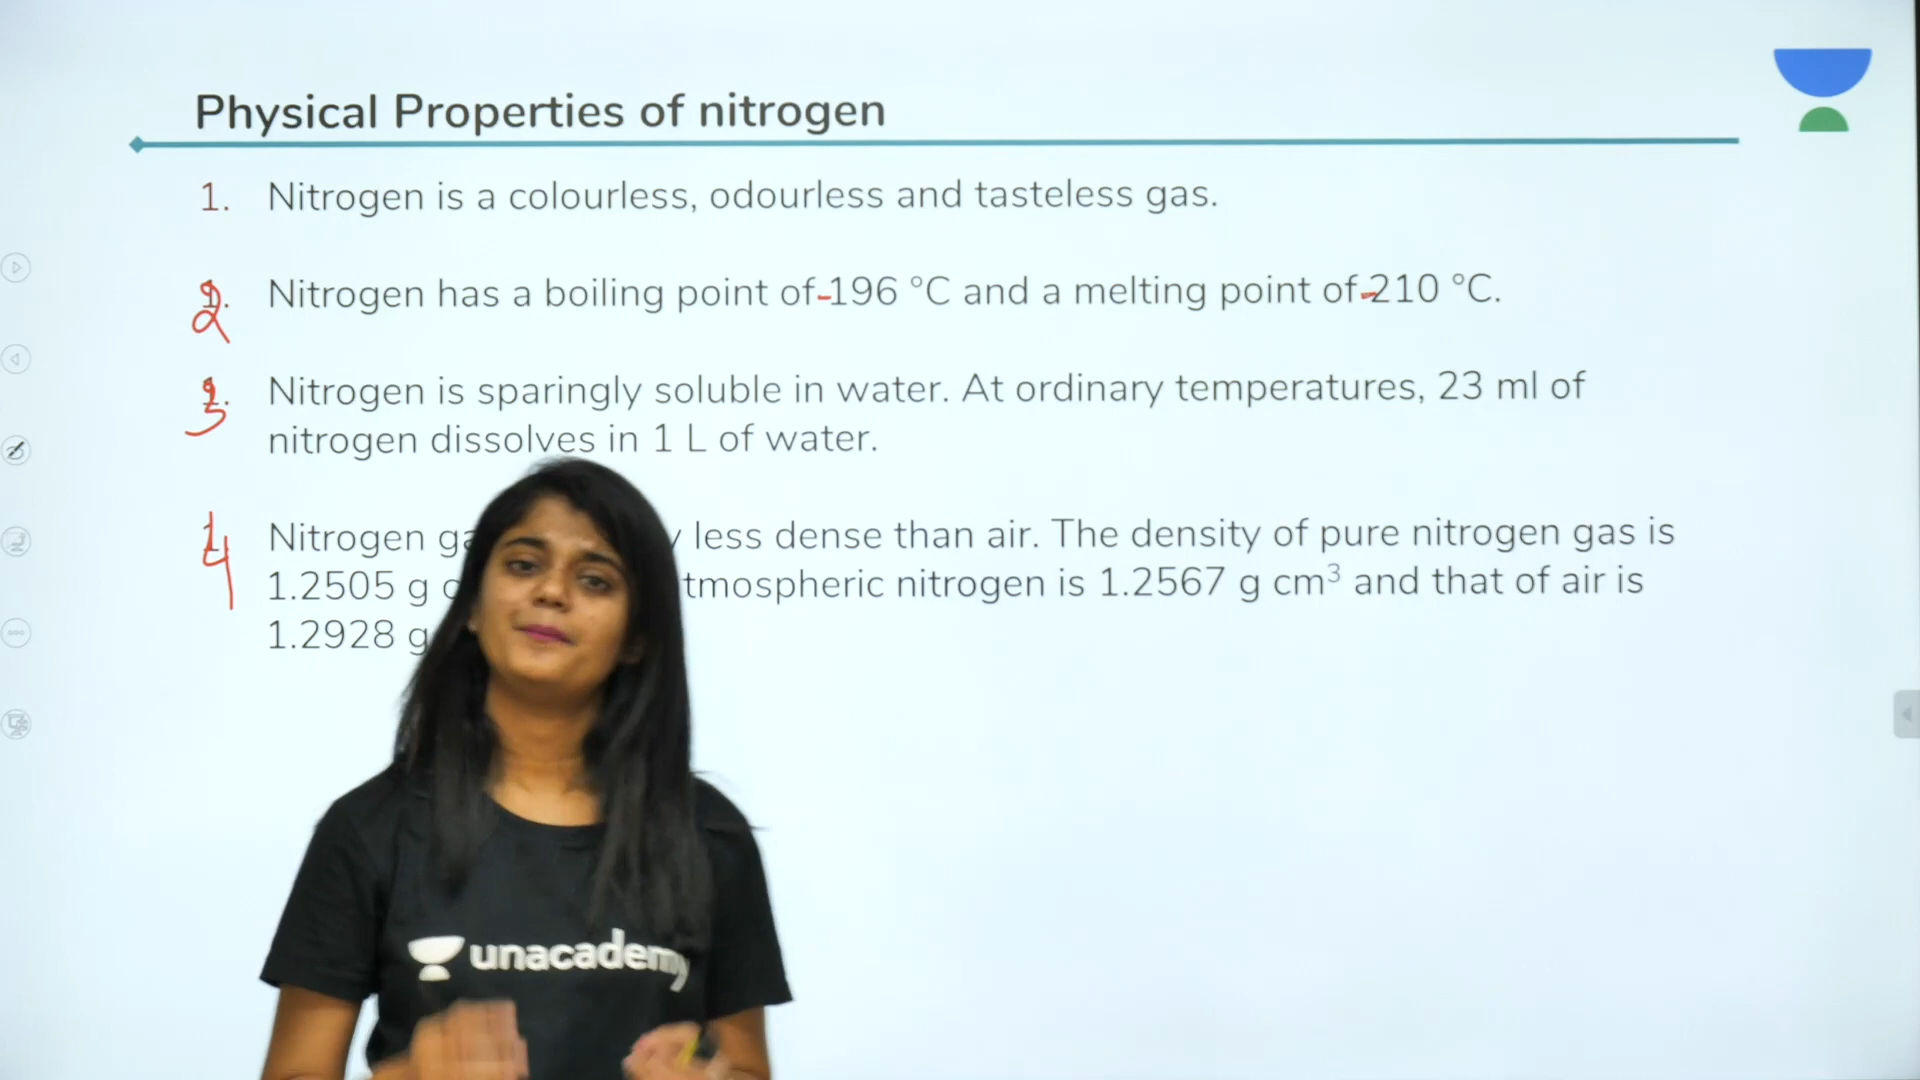 Physical Properties of nitrogen
1. Nitrogen is a colourless, odourless and tasteless gas.
2. Nitrogen has a boiling point of -196 °C and a melting point of -210 °C.
3. Nitrogen is sparingly soluble in water. At ordinary temperatures, 23 ml of
nitrogen dissolves in 1 L of water.
4 Nitrogen less dense than air. The density of pure nitrogen gas is
1.2505 g tmospheric nitrogen is 1.2567 g cm³ and that of air is
1.2928 g
unacademy